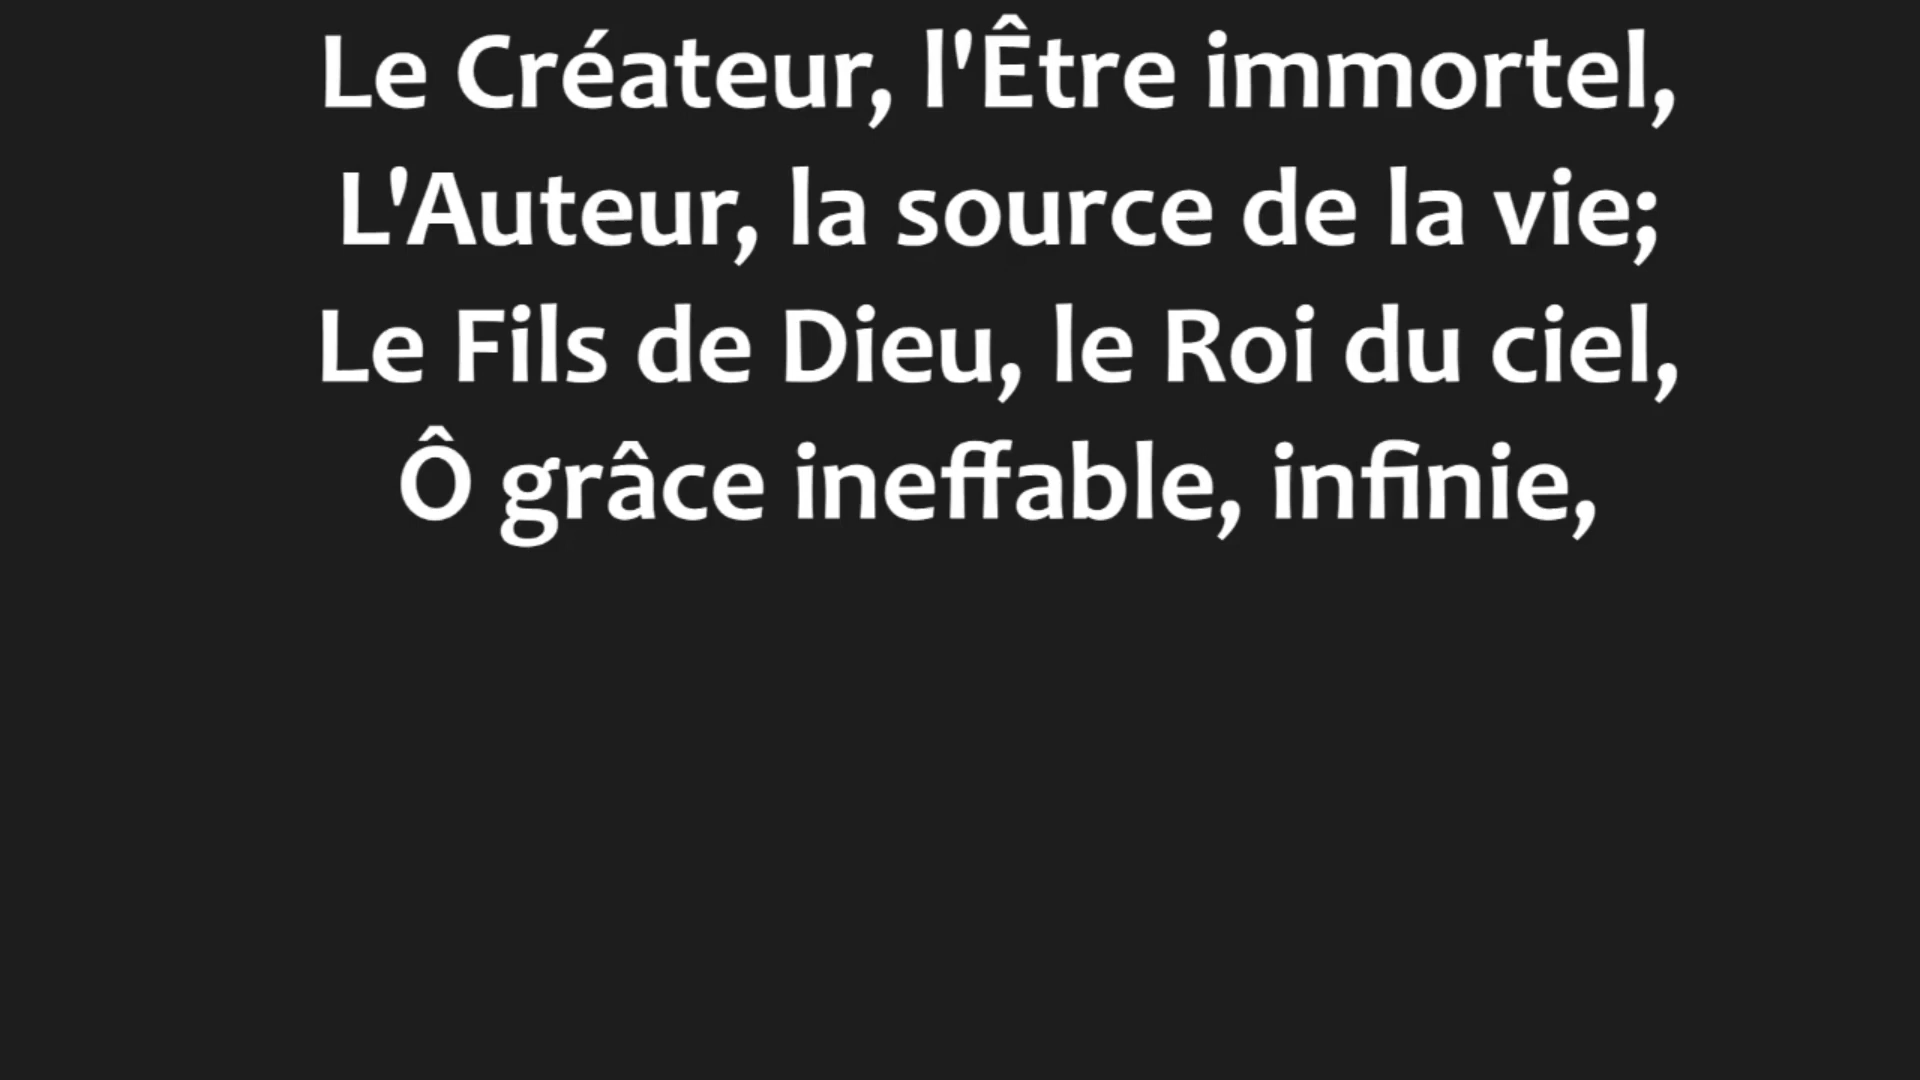 Le Créateur, l'Être immortel,
L'Auteur, la source de la vie;
Le Fils de Dieu, le Roi du ciel,
Ô grâce ineffable, infinie,